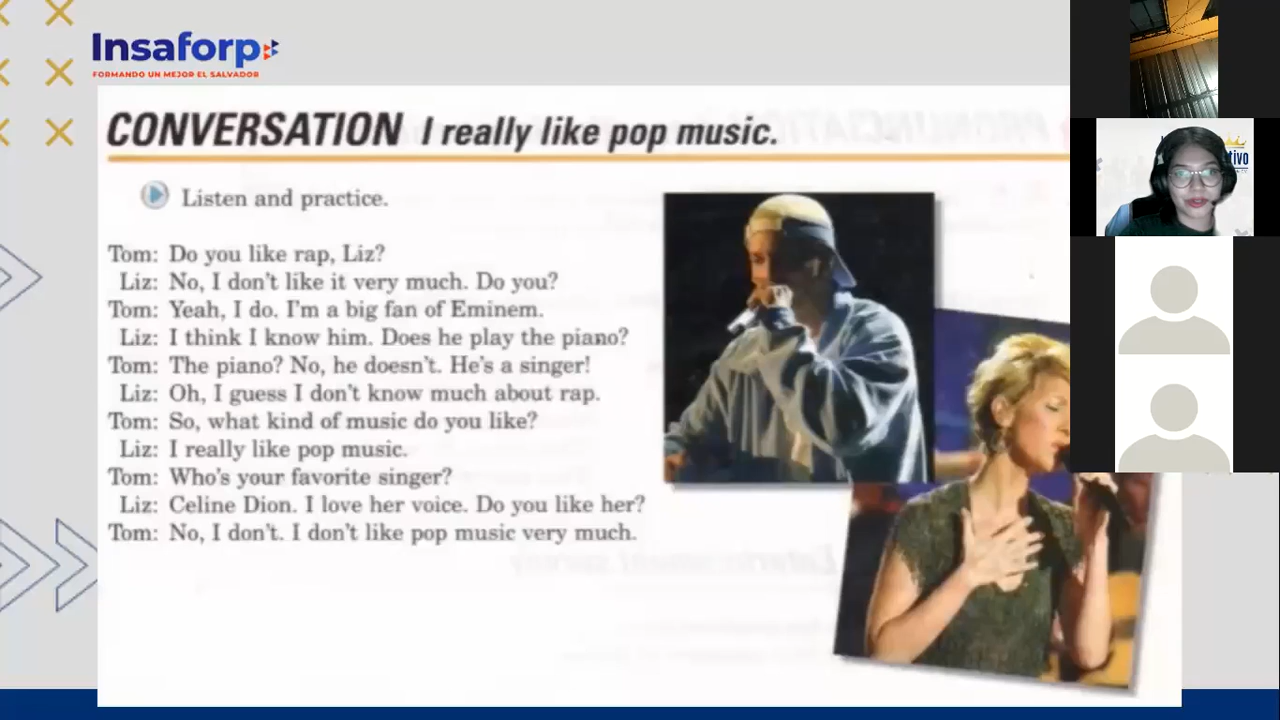 Insaforp
FORMANDO UN MEJOR EL SALVADOR
CONVERSATION I really like pop music.
Listen and practice.
Tom: Do you like rap, Liz?
Liz: No, I don't like it very much. Do you?
Tom: Yeah, I do. I'm a big fan of Eminem.
Liz: I think I know him. Does he play the piano?
Tom: The piano? No, he doesn't. He's a singer!
Liz: Oh, I guess I don't know much about rap.
Tom: So, what kind of music do you like?
Liz: I really like pop music.
Tom: Who's your favorite singer?
Liz: Celine Dion. I love her voice. Do you like her?
Tom: No, I don't. I don't like pop music very much.